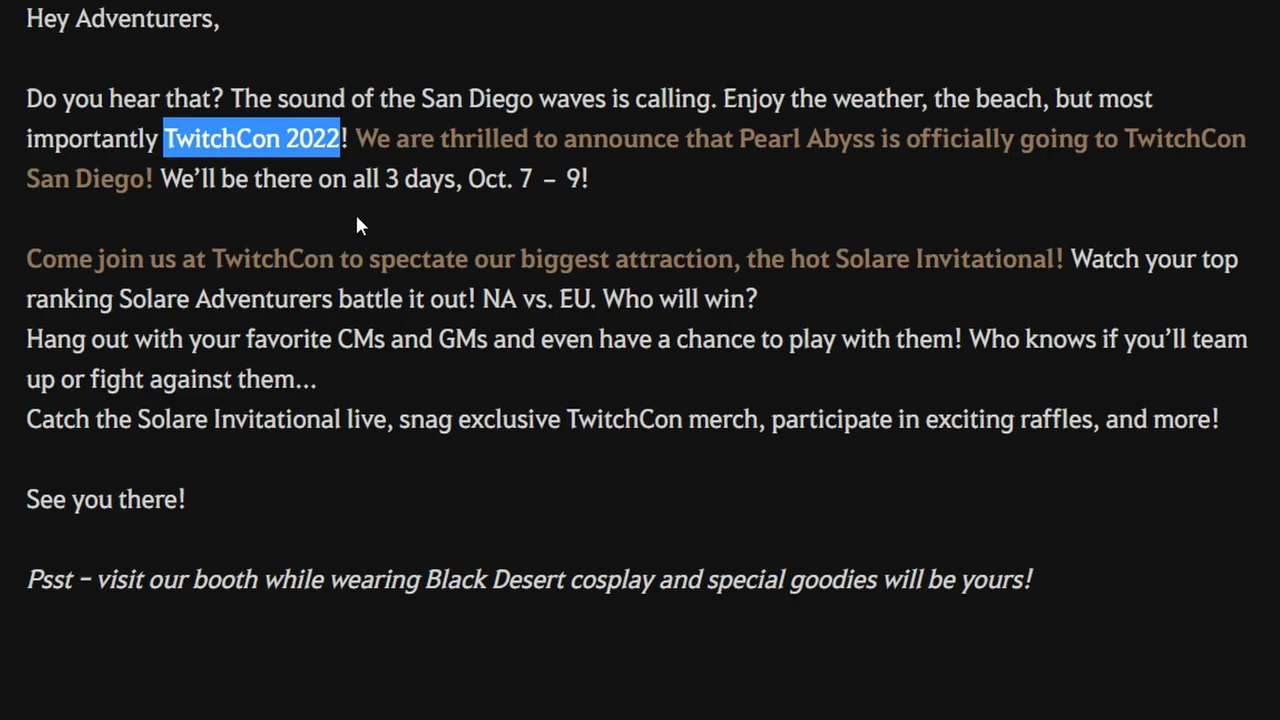 Hey Adventurers,
Do you hear that? The sound of the San Diego waves is calling. Enjoy the weather, the beach, but most
importantly TwitchCon 2022! We are thrilled to announce that Pearl Abyss is officially going to TwitchCon
San Diego! We’ll be there on all 3 days, Oct. 7 – 9!
Come join us at TwitchCon to spectate our biggest attraction, the hot Solare Invitational! Watch your top
ranking Solare Adventurers battle it out! NA vs. EU. Who will win?
Hang out with your favorite CMs and GMs and even have a chance to play with them! Who knows if you’ll team
up or fight against them...
Catch the Solare Invitational live, snag exclusive TwitchCon merch, participate in exciting raffles, and more!
See you there!
Psst – visit our booth while wearing Black Desert cosplay and special goodies will be yours!